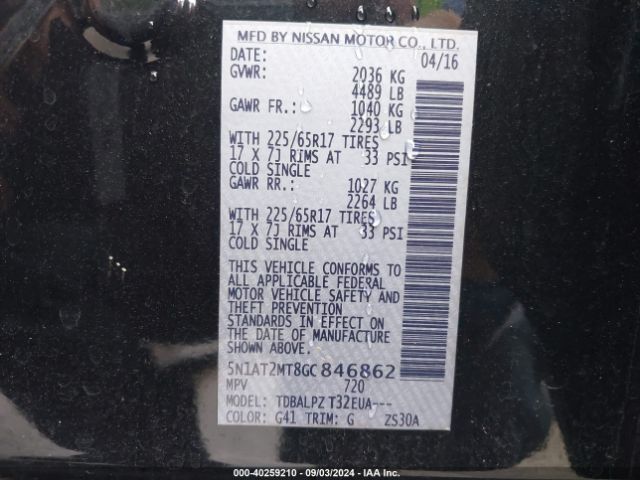 MFD BY NISSAN MOTOR CO., LTD.
DATE: 04/16
GVWR: 2036 KG
4489 LB
GAWR FR.: 1040 KG
2293 LB
WITH 225/65R17 TIRES
17 X 7J RIMS AT 33 PSI
COLD SINGLE
GAWR RR.: 1027 KG
2264 LB
WITH 225/65R17 TIRES
17 X 7J RIMS AT 33 PSI
COLD SINGLE
THIS VEHICLE CONFORMS TO
ALL APPLICABLE FEDERAL
MOTOR VEHICLE SAFETY AND
THEFT PREVENTION
STANDARDS IN EFFECT ON
THE DATE OF MANUFACTURE
SHOWN ABOVE.
5N1AT2MT8GC846862
MPV 720
MODEL: TDBALPZ T32EUA---
COLOR: G41 TRIM: G ZS30A
000-40259210 - 09/03/2024 - IAA Inc.